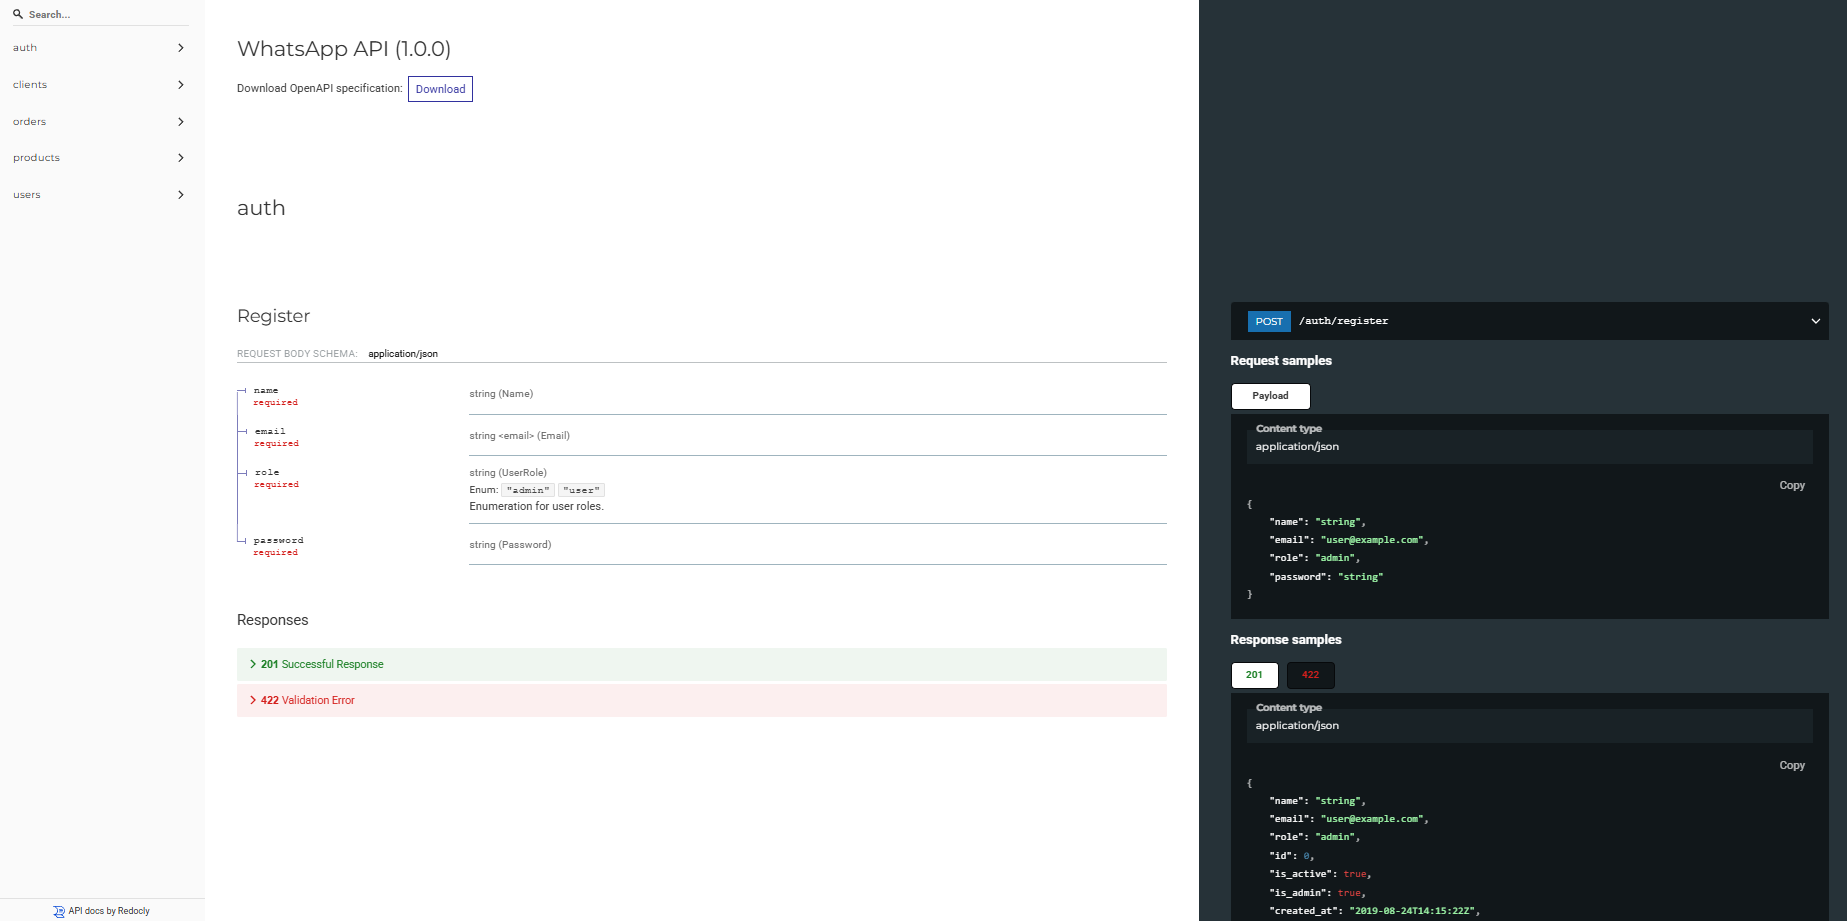 Search...
auth
clients
orders
products
users
API docs by Redocly
WhatsApp API (1.0.0)
Download OpenAPI specification: Download
auth
Register
REQUEST BODY SCHEMA: application/json
name
required
string (Name)
email
required
string <email> (Email)
role
required
string (UserRole)
Enum: "admin" "user"
Enumeration for user roles.
password
required
string (Password)
Responses
201 Successful Response
422 Validation Error
POST /auth/register
Request samples
Payload
Content type
application/json
Copy
{
"name": "string",
"email": "user@example.com",
"role": "admin",
"password": "string"
}
Response samples
201 422
Content type
application/json
Copy
{
"name": "string",
"email": "user@example.com",
"role": "admin",
"id": 0,
"is_active": true,
"is_admin": true,
"created_at": "2019-08-24T14:15:22Z",